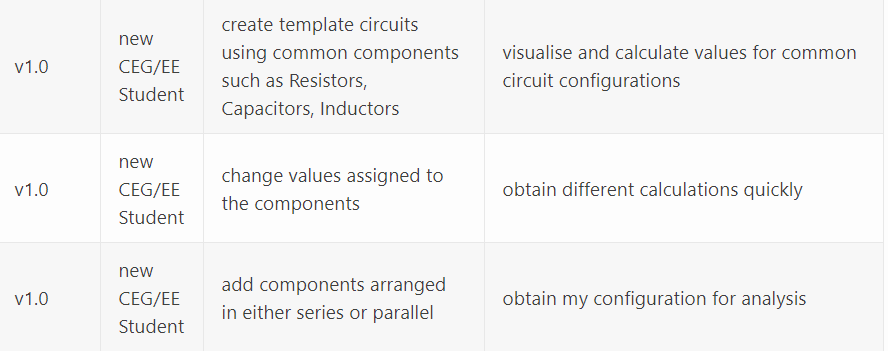 v1.0
new
CEG/EE
Student
create template circuits
using common components
such as Resistors,
Capacitors, Inductors
visualise and calculate values for common
circuit configurations
v1.0
new
CEG/EE
Student
change values assigned to
the components
obtain different calculations quickly
v1.0
new
CEG/EE
Student
add components arranged
in either series or parallel
obtain my configuration for analysis